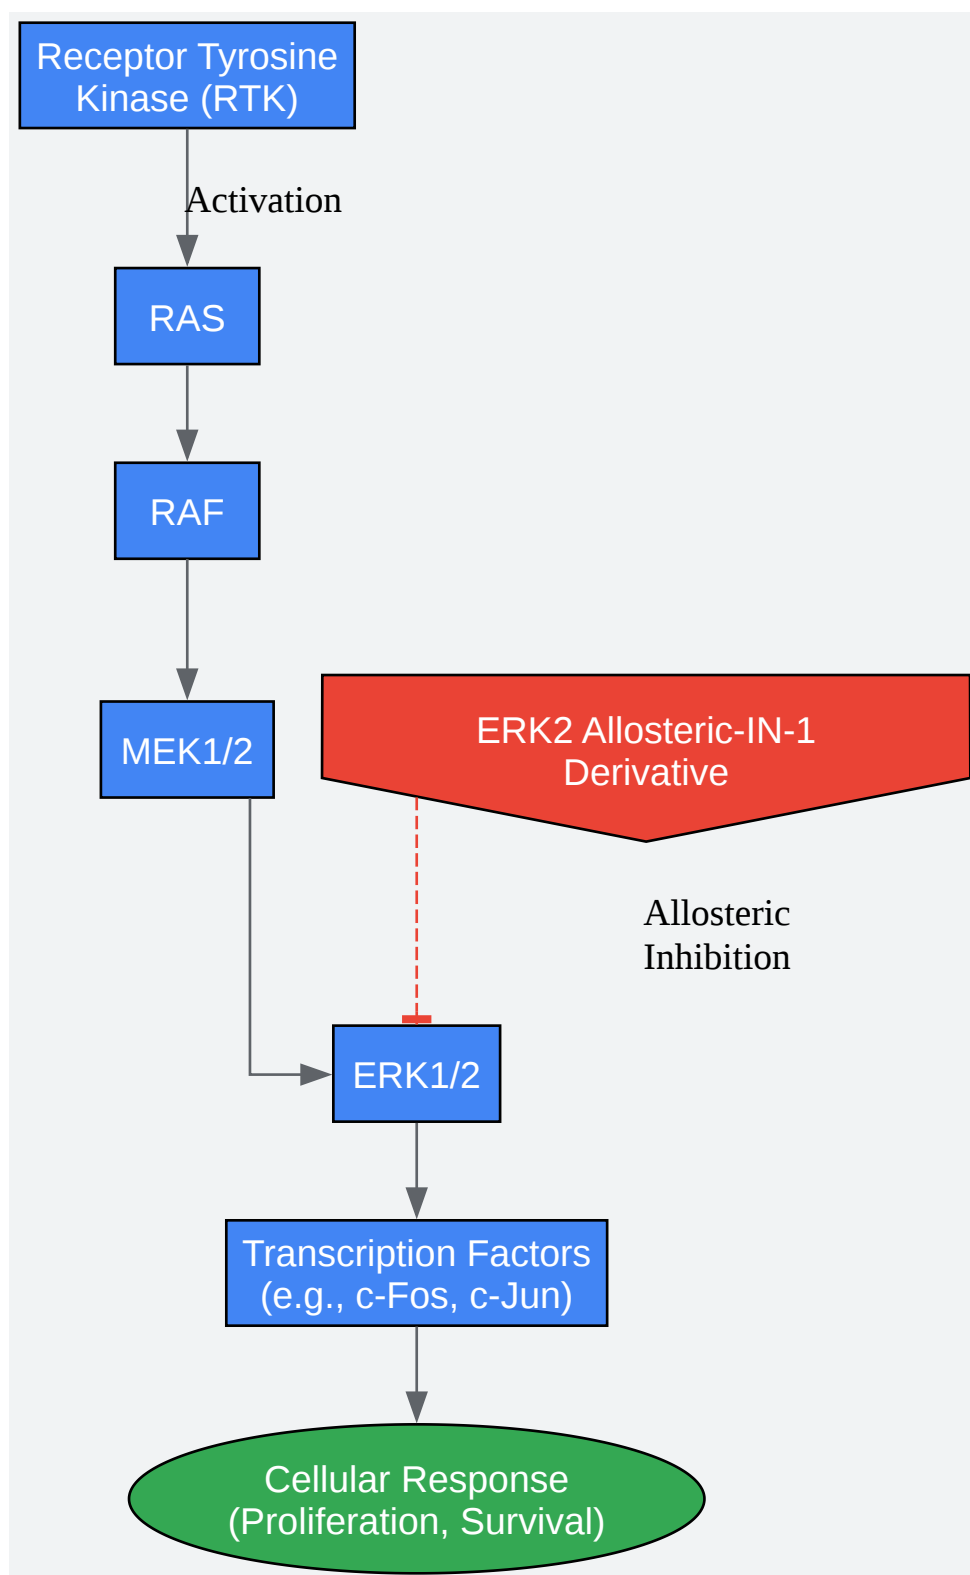 Receptor Tyrosine
Kinase (RTK)
Activation
RAS
RAF
MEK1/2
ERK2 Allosteric-IN-1
Derivative
Allosteric
Inhibition
ERK1/2
Transcription Factors
(e.g., c-Fos, c-Jun)
Cellular Response
(Proliferation, Survival)